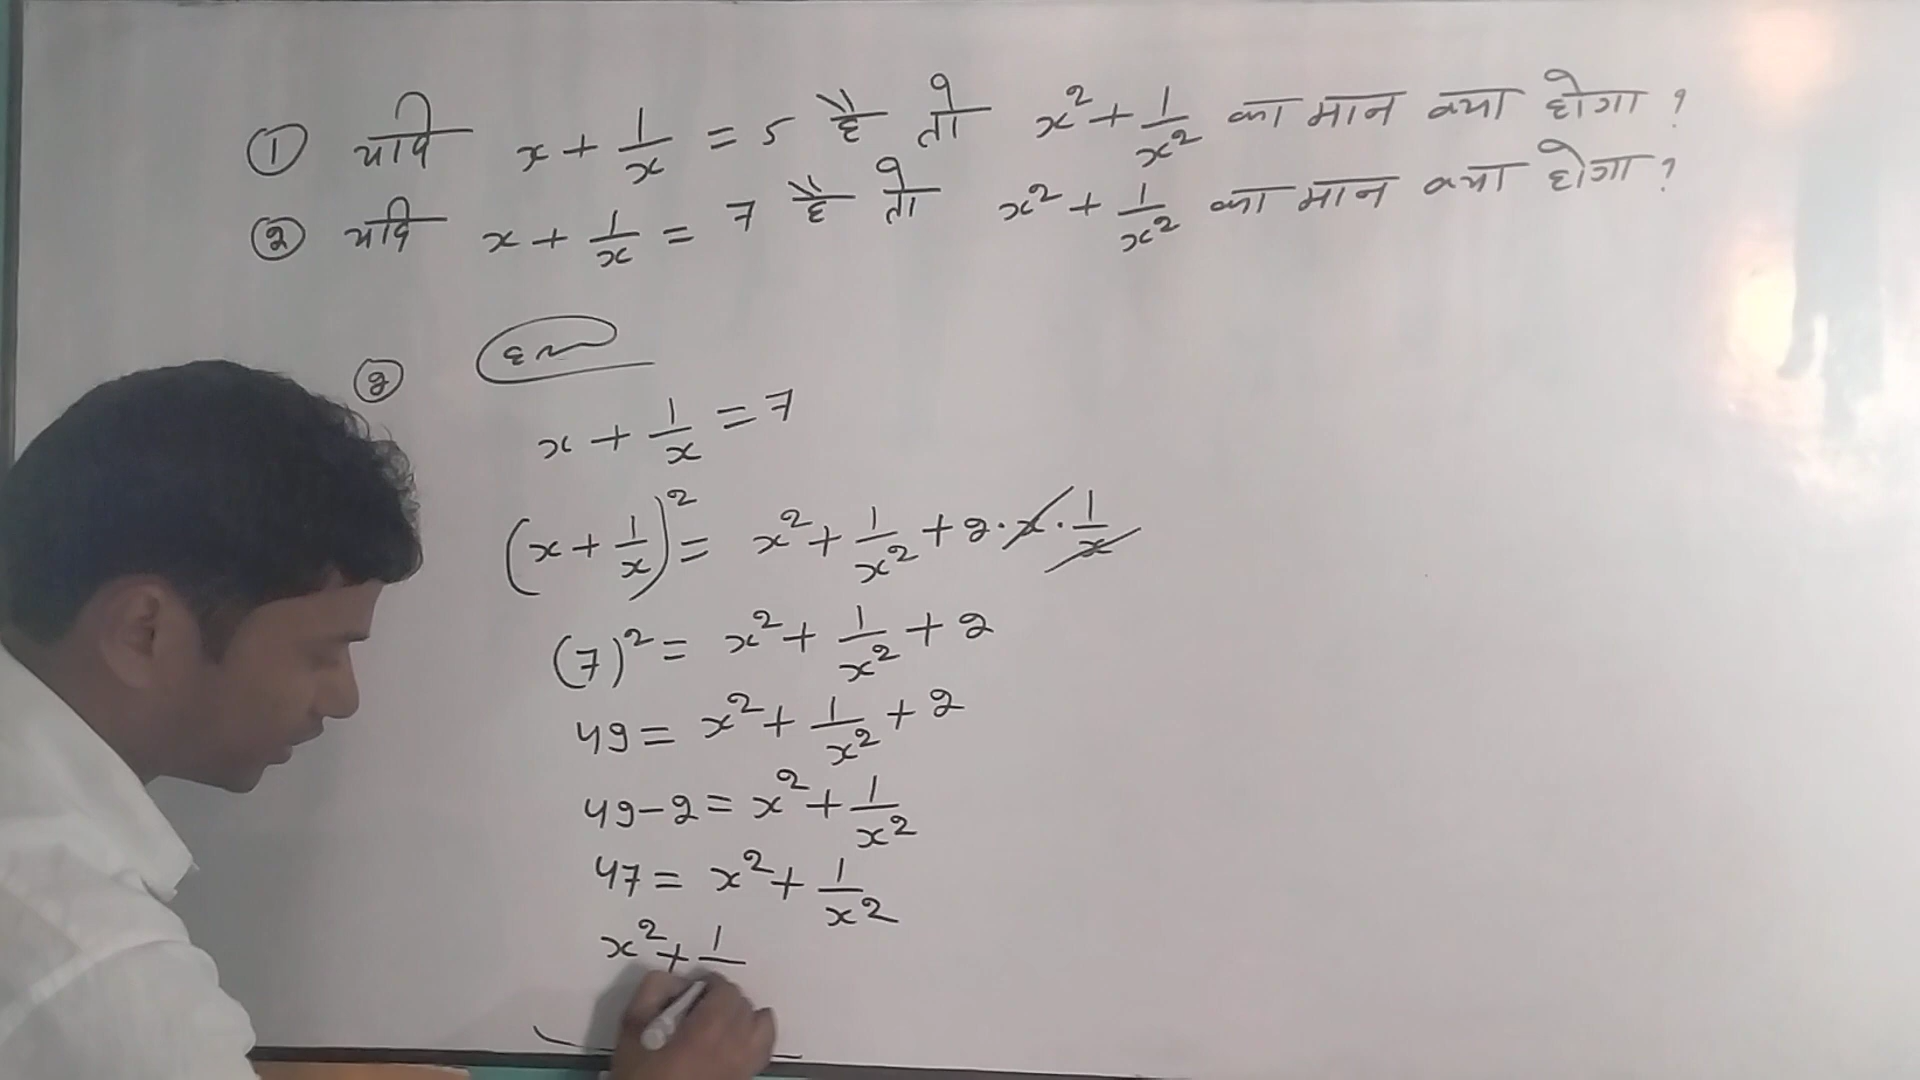 ① यदि x + 1/x = 5 है तो x² + 1/x² का मान क्या होगा ?
② यदि x + 1/x = 7 है तो x² + 1/x² का मान क्या होगा ?
② हल
x + 1/x = 7
(x + 1/x)² = x² + 1/x² + 2 · x · 1/x
(7)² = x² + 1/x² + 2
49 = x² + 1/x² + 2
49 - 2 = x² + 1/x²
47 = x² + 1/x²
x² + 1